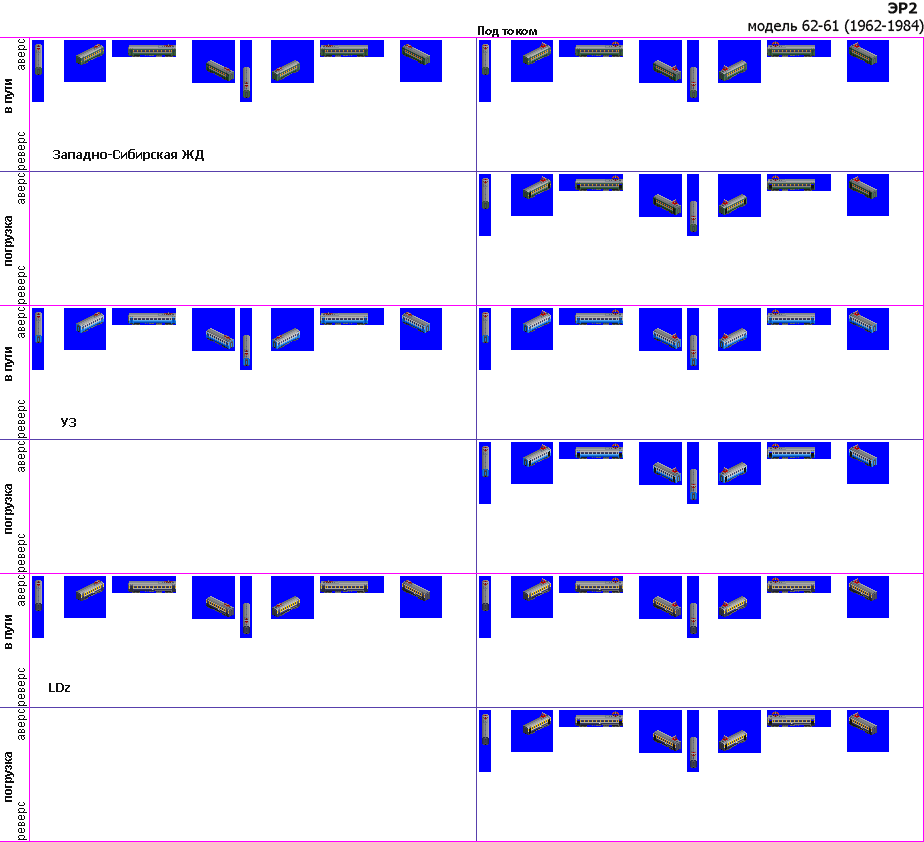 ЭР2
модель 62-61 (1962-1984)
Под током
аверс
в пути
реверс
Западно-Сибирская ЖД
аверс
погрузка
реверс
аверс
в пути
реверс
УЗ
аверс
погрузка
реверс
аверс
в пути
реверс
LDz
аверс
погрузка
реверс